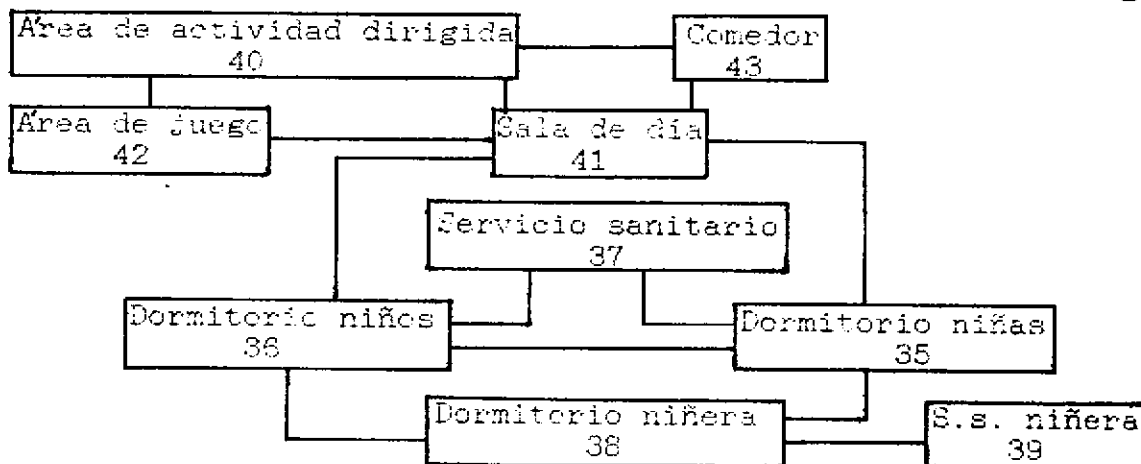 Área de actividad dirigida
40
Comedor
43
Área de juego
42
Sala de día
41
Servicio sanitario
37
Dormitorio niños
36
Dormitorio niñas
35
Dormitorio niñera
38
S.s. niñera
39